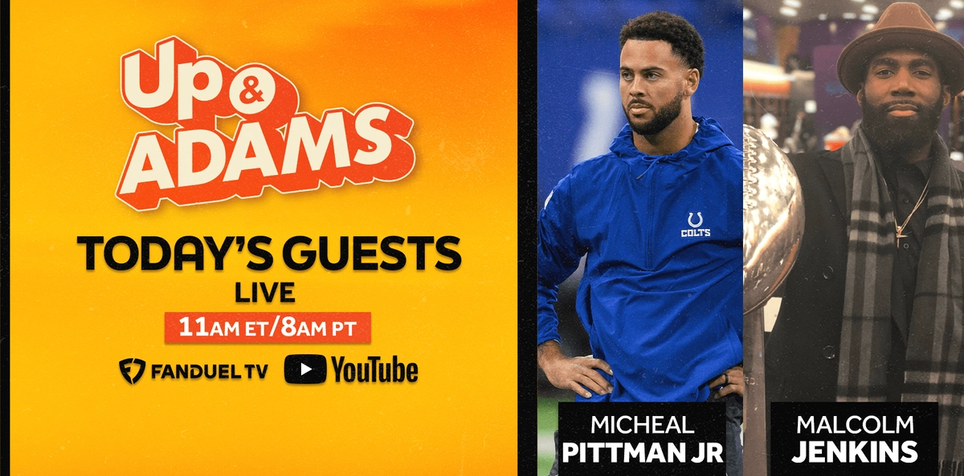 Up &
ADAMS
TODAY'S GUESTS
LIVE
11AM ET/8AM PT
FANDUEL TV YouTube
COLTS
MICHEAL
PITTMAN JR
MALCOLM
JENKINS